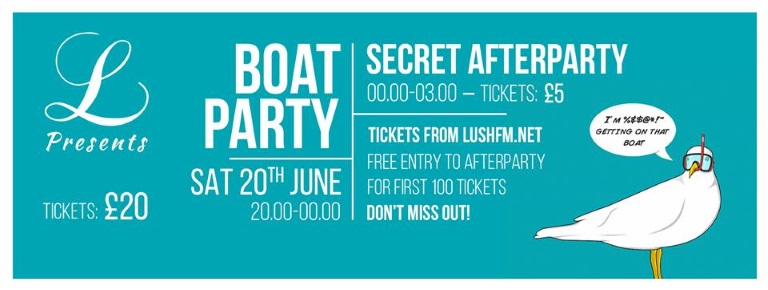 L
Presents
TICKETS: £20
BOAT
PARTY
SAT 20TH JUNE
20.00-00.00
SECRET AFTERPARTY
00.00-03.00 – TICKETS: £5
TICKETS FROM LUSHFM.NET
FREE ENTRY TO AFTERPARTY
FOR FIRST 100 TICKETS
DON'T MISS OUT!
I'M %&$@*!~
GETTING ON THAT
BOAT